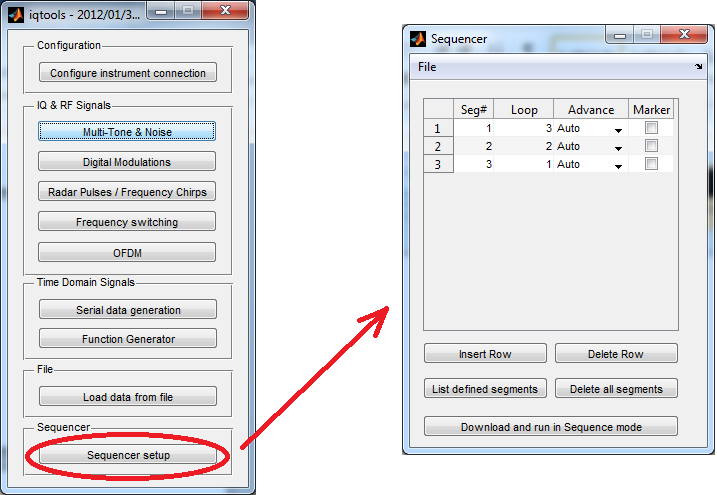 iqtools - 2012/01/3...
Configuration
Configure instrument connection
IQ & RF Signals
Multi-Tone & Noise
Digital Modulations
Radar Pulses / Frequency Chirps
Frequency switching
OFDM
Time Domain Signals
Serial data generation
Function Generator
File
Load data from file
Sequencer
Sequencer setup
Sequencer
File
Seg# Loop Advance Marker
1 1 3 Auto
2 2 2 Auto
3 3 1 Auto
Insert Row Delete Row
List defined segments Delete all segments
Download and run in Sequence mode